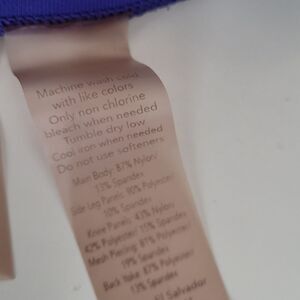 Machine wash cold
with like colors
Only non chlorine
bleach when needed
Tumble dry low
Cool iron when needed
Do not use softeners
Main Body: 87% Nylon/
13% Spandex
Side Leg Panels: 90% Polyester/
10% Spandex
Knee Panels: 43% Nylon/
42% Polyester/ 15% Spandex
Mesh Piecing: 81% Polyester/
19% Spandex
Back Yoke: 87% Polyester/
13% Spandex
El Salvador